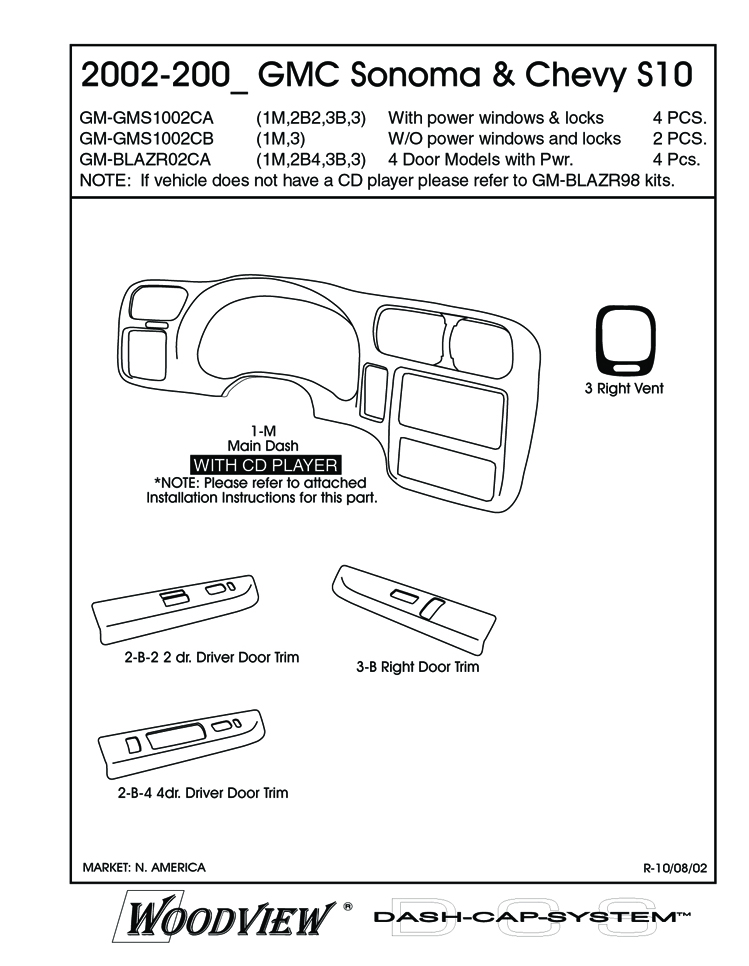 2002-200_ GMC Sonoma & Chevy S10
GM-GMS1002CA (1M,2B2,3B,3) With power windows & locks 4 PCS.
GM-GMS1002CB (1M,3) W/O power windows and locks 2 PCS.
GM-BLAZR02CA (1M,2B4,3B,3) 4 Door Models with Pwr. 4 Pcs.
NOTE: If vehicle does not have a CD player please refer to GM-BLAZR98 kits.
3 Right Vent
1-M
Main Dash
WITH CD PLAYER
*NOTE: Please refer to attached
Installation Instructions for this part.
2-B-2 2 dr. Driver Door Trim
3-B Right Door Trim
2-B-4 4dr. Driver Door Trim
MARKET: N. AMERICA R-10/08/02
WOODVIEW ® DASH-CAP-SYSTEM™
DCS